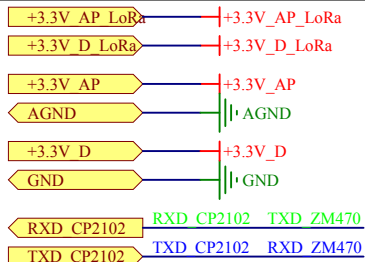 +3.3V_AP_LoRa +3.3V_AP_LoRa
+3.3V_D_LoRa +3.3V_D_LoRa
+3.3V_AP +3.3V_AP
AGND AGND
+3.3V_D +3.3V_D
GND GND
RXD_CP2102 RXD_CP2102 TXD_ZM470
TXD_CP2102 TXD_CP2102 RXD_ZM470